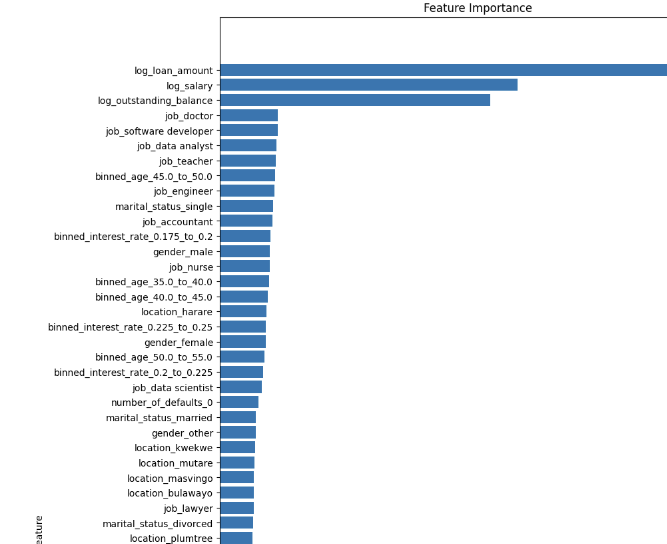 Feature Importance
log_loan_amount
log_salary
log_outstanding_balance
job_doctor
job_software developer
job_data analyst
job_teacher
binned_age_45.0_to_50.0
job_engineer
marital_status_single
job_accountant
binned_interest_rate_0.175_to_0.2
gender_male
job_nurse
binned_age_35.0_to_40.0
binned_age_40.0_to_45.0
location_harare
binned_interest_rate_0.225_to_0.25
gender_female
binned_age_50.0_to_55.0
binned_interest_rate_0.2_to_0.225
job_data scientist
number_of_defaults_0
marital_status_married
gender_other
location_kwekwe
location_mutare
location_masvingo
location_bulawayo
job_lawyer
marital_status_divorced
location_plumtree
eature